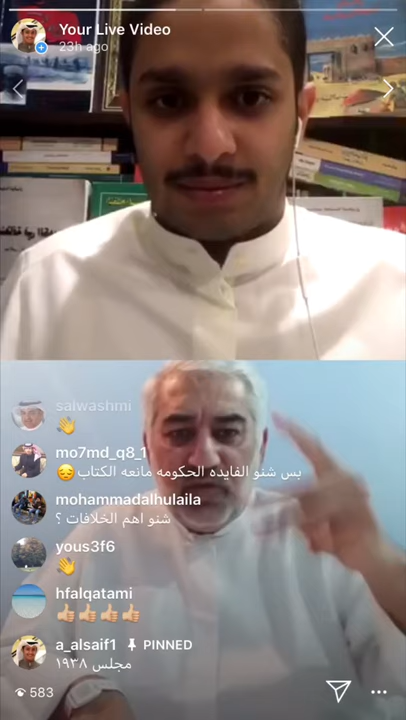 Your Live Video
23h ago
salwashmi
👋
mo7md_q8_1
بس شنو الفايده الحكومه مانعه الكتاب😔
mohammadalhulaila
شنو اهم الخلافات ؟
yous3f6
👋
hfalqatami
👍🏼👍🏼👍🏼👍🏼
a_alsaif1 PINNED
مجلس ١٩٣٨
583